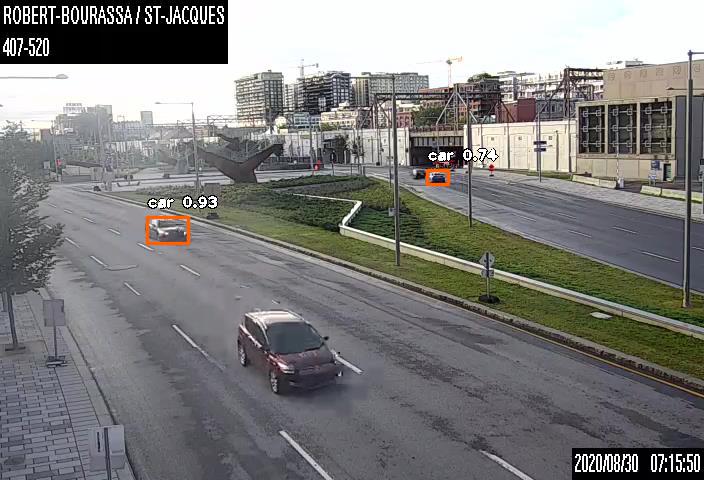 ROBERT-BOURASSA / ST-JACQUES
407-520
car 0.74
car 0.93
2020/08/30 07:15:50